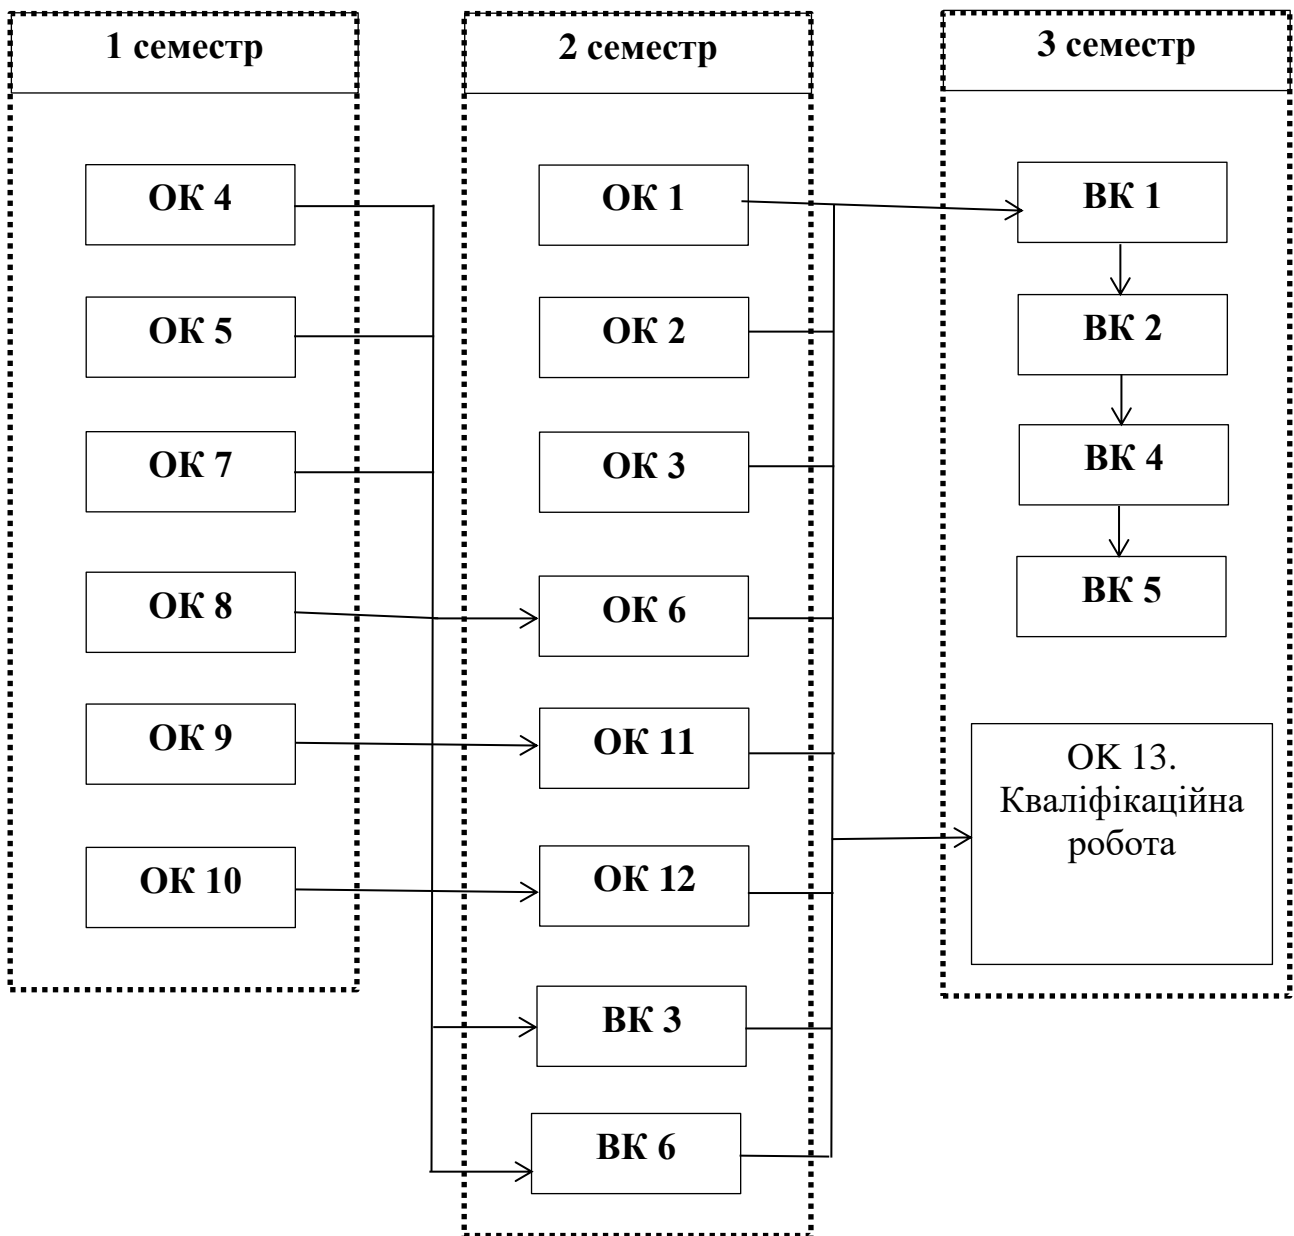 1 семестр
ОК 4
ОК 5
ОК 7
ОК 8
ОК 9
ОК 10
2 семестр
ОК 1
ОК 2
ОК 3
ОК 6
ОК 11
ОК 12
ВК 3
ВК 6
3 семестр
ВК 1
ВК 2
ВК 4
ВК 5
ОК 13.
Кваліфікаційна
робота